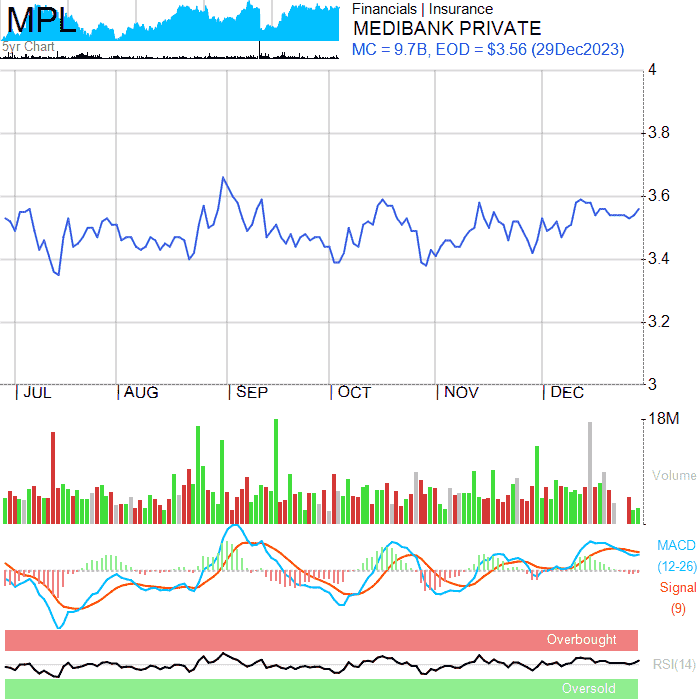 MPL
5yr Chart
Financials | Insurance
MEDIBANK PRIVATE
MC = 9.7B, EOD = $3.56 (29Dec2023)
4
3.8
3.6
3.4
3.2
3
| JUL | AUG | SEP | OCT | NOV | DEC
18M
Volume
MACD
(12-26)
Signal
(9)
Overbought
RSI(14)
Oversold